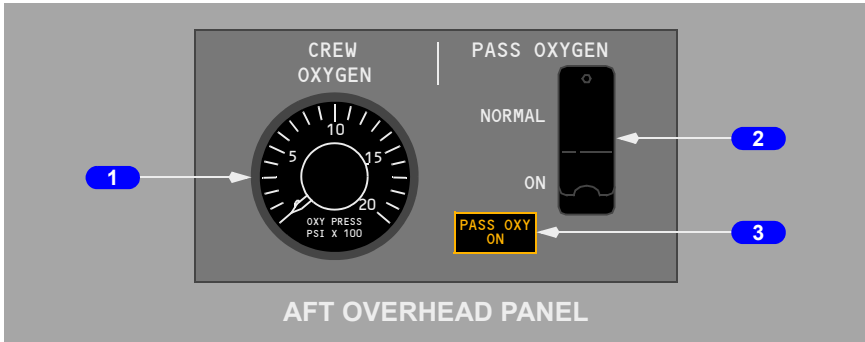 CREW
OXYGEN
PASS OXYGEN
NORMAL
ON
5
10
15
20
OXY PRESS
PSI X 100
PASS OXY
ON
1
2
3
AFT OVERHEAD PANEL